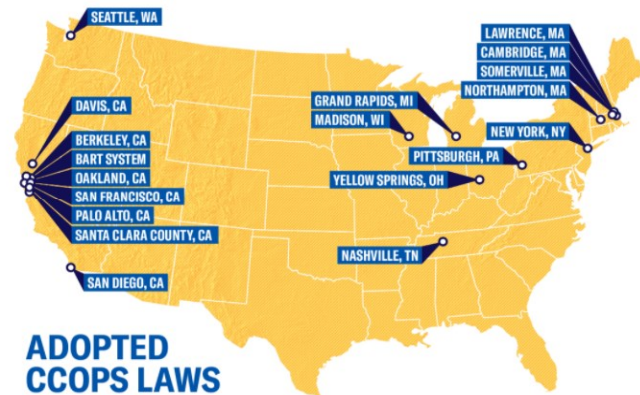 SEATTLE, WA
DAVIS, CA
BERKELEY, CA
BART SYSTEM
OAKLAND, CA
SAN FRANCISCO, CA
PALO ALTO, CA
SANTA CLARA COUNTY, CA
SAN DIEGO, CA
GRAND RAPIDS, MI
MADISON, WI
LAWRENCE, MA
CAMBRIDGE, MA
SOMERVILLE, MA
NORTHAMPTON, MA
NEW YORK, NY
PITTSBURGH, PA
YELLOW SPRINGS, OH
NASHVILLE, TN
ADOPTED
CCOPS LAWS